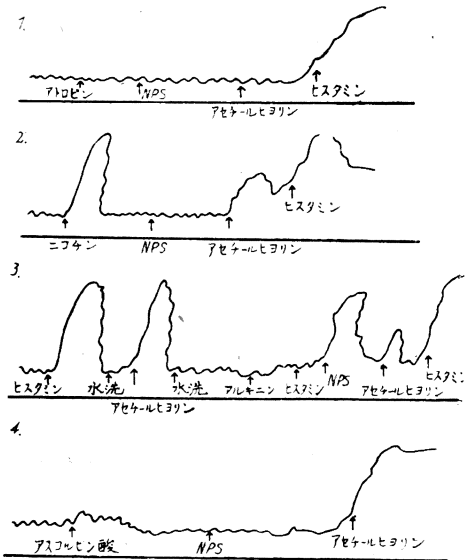 1.
アトロピン NPS アセチールヒヨリン ヒスタミン
2.
ニコチン NPS アセチールヒヨリン ヒスタミン
3.
ヒスタミン 水洗 アセチールヒヨリン 水洗 アルギニン ヒスタミン NPS アセチールヒヨリン ヒスタミン
4.
アスコルビン酸 NPS アセチールヒヨリン